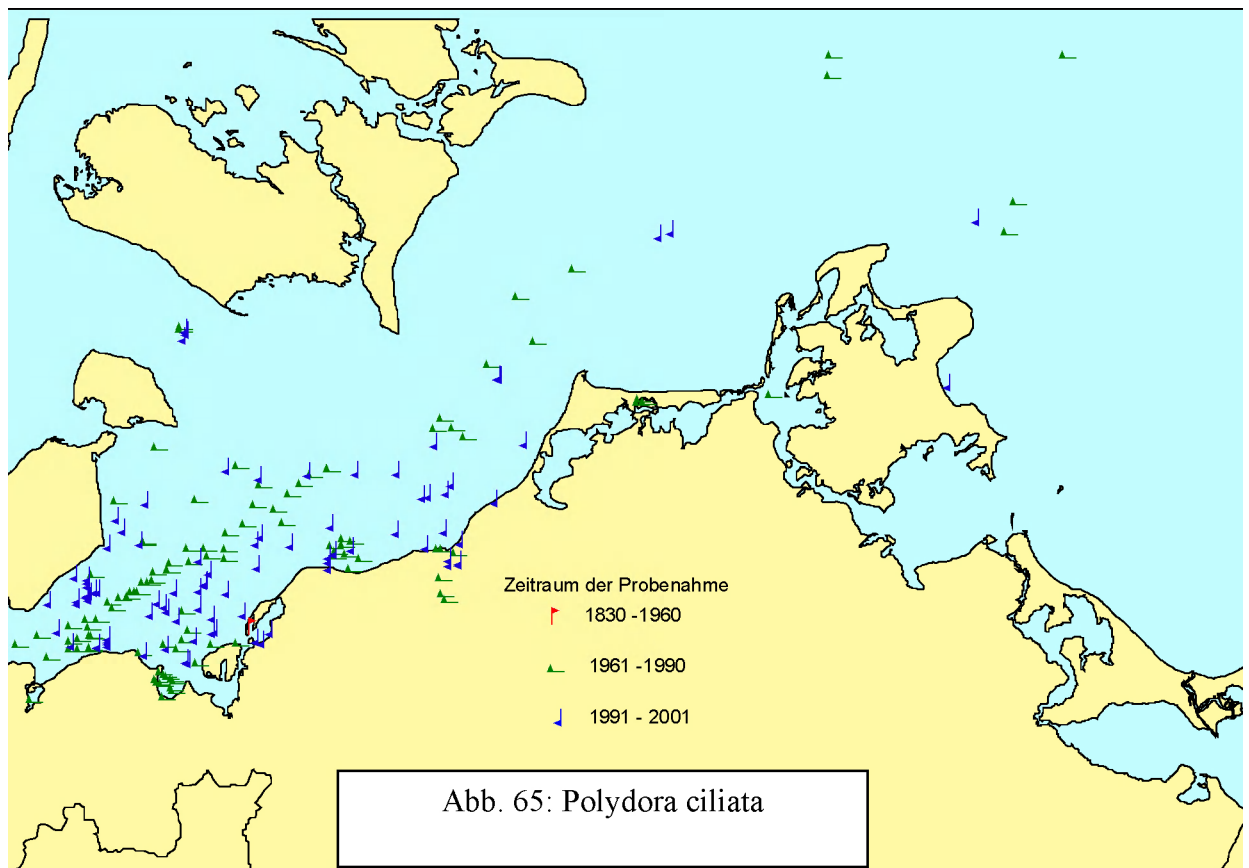 Zeitraum der Probenahme
1830 -1960
1961 -1990
1991 - 2001
Abb. 65: Polydora ciliata